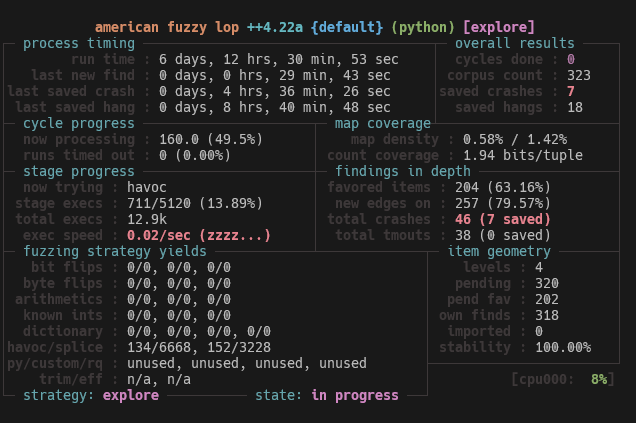 american fuzzy lop ++4.22a {default} (python) [explore]
process timing overall results
run time : 6 days, 12 hrs, 30 min, 53 sec cycles done : 0
last new find : 0 days, 0 hrs, 29 min, 43 sec corpus count : 323
last saved crash : 0 days, 4 hrs, 36 min, 26 sec saved crashes : 7
last saved hang : 0 days, 8 hrs, 40 min, 48 sec saved hangs : 18
cycle progress map coverage
now processing : 160.0 (49.5%) map density : 0.58% / 1.42%
runs timed out : 0 (0.00%) count coverage : 1.94 bits/tuple
stage progress findings in depth
now trying : havoc favored items : 204 (63.16%)
stage execs : 711/5120 (13.89%) new edges on : 257 (79.57%)
total execs : 12.9k total crashes : 46 (7 saved)
exec speed : 0.02/sec (zzzz...) total tmouts : 38 (0 saved)
fuzzing strategy yields item geometry
bit flips : 0/0, 0/0, 0/0 levels : 4
byte flips : 0/0, 0/0, 0/0 pending : 320
arithmetics : 0/0, 0/0, 0/0 pend fav : 202
known ints : 0/0, 0/0, 0/0 own finds : 318
dictionary : 0/0, 0/0, 0/0, 0/0 imported : 0
havoc/splice : 134/6668, 152/3228 stability : 100.00%
py/custom/rq : unused, unused, unused, unused
trim/eff : n/a, n/a [cpu000: 8%]
strategy: explore state: in progress